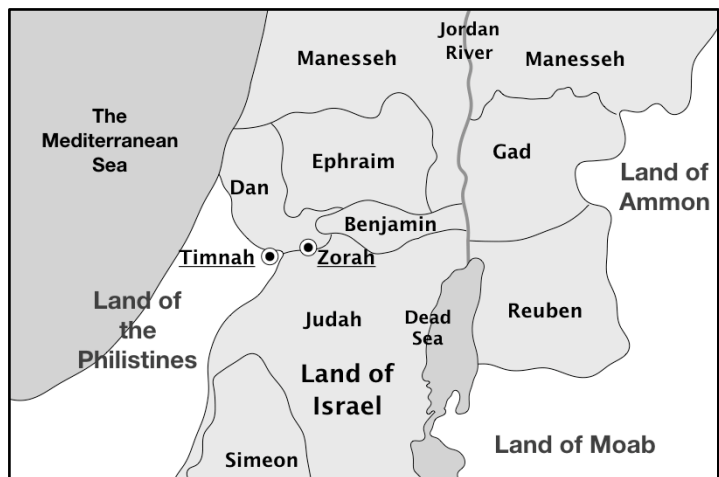 Jordan
River
Manesseh
Manesseh
The
Mediterranean
Sea
Ephraim
Gad
Dan
Land of
Ammon
Benjamin
Timnah
Zorah
Land of
the
Philistines
Judah
Dead
Sea
Reuben
Land of
Israel
Land of Moab
Simeon